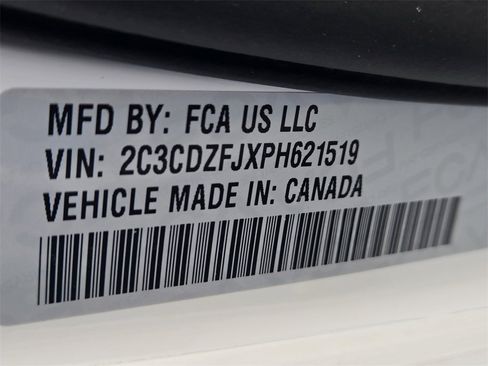 MFD BY: FCA US LLC
VIN: 2C3CDZFJXPH621519
VEHICLE MADE IN: CANADA